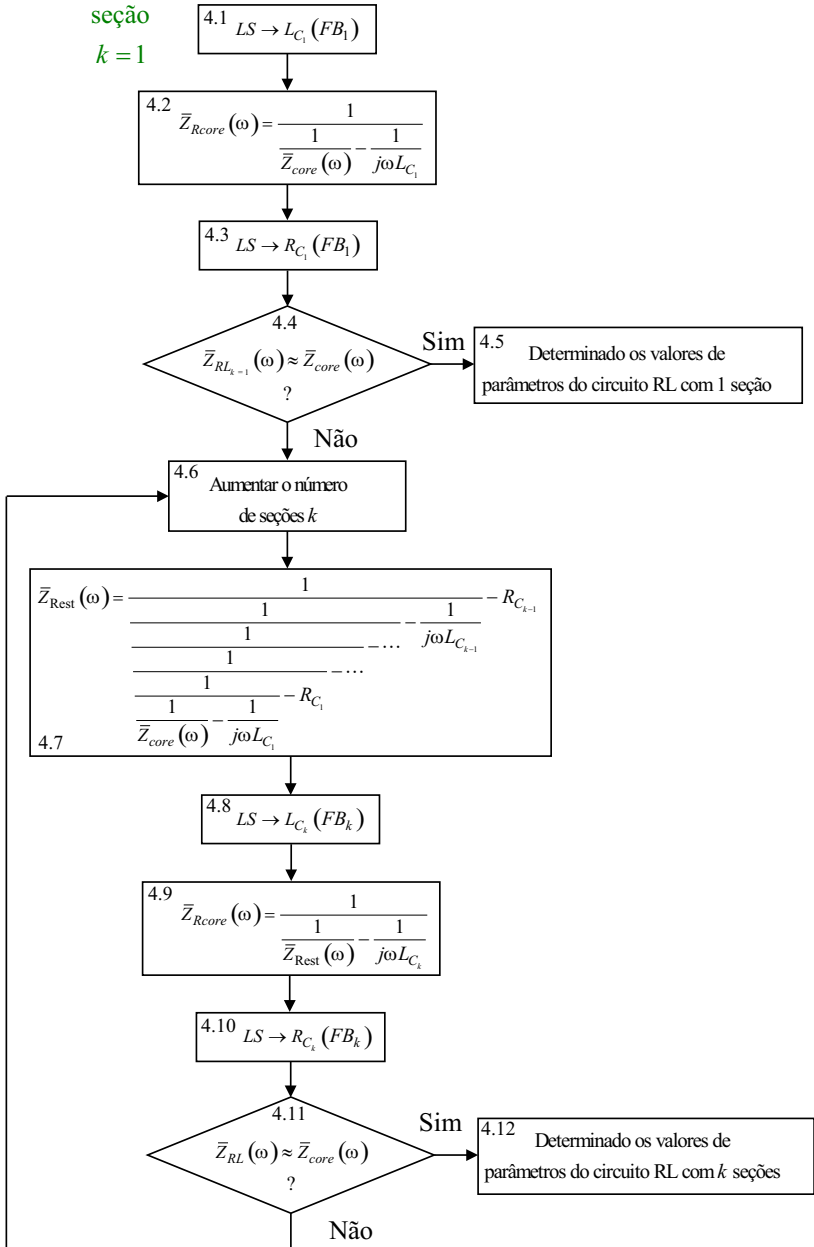 seção
k = 1
4.1 LS → L_{C_1}(FB_1)
4.2 Z̅_{Rcore}(ω) = 1 / (1/Z̅_{core}(ω) − 1/(jωL_{C_1}))
4.3 LS → R_{C_1}(FB_1)
4.4
Z̅_{RL_{k−1}}(ω) ≈ Z̅_{core}(ω)
?
Sim
4.5 Determinado os valores de
parâmetros do circuito RL com 1 seção
Não
4.6 Aumentar o número
de seções k
Z̅_{Rest}(ω) = 1 / (1 / (1 / (1 / (1 / (1/Z̅_{core}(ω) − 1/(jωL_{C_1})) − R_{C_1}) − ⋯) − ⋯) − 1/(jωL_{C_{k−1}})) − R_{C_{k−1}}
4.7
4.8 LS → L_{C_k}(FB_k)
4.9 Z̅_{Rcore}(ω) = 1 / (1/Z̅_{Rest}(ω) − 1/(jωL_{C_k}))
4.10 LS → R_{C_k}(FB_k)
4.11
Z̅_{RL}(ω) ≈ Z̅_{core}(ω)
?
Sim
4.12 Determinado os valores de
parâmetros do circuito RL com k seções
Não